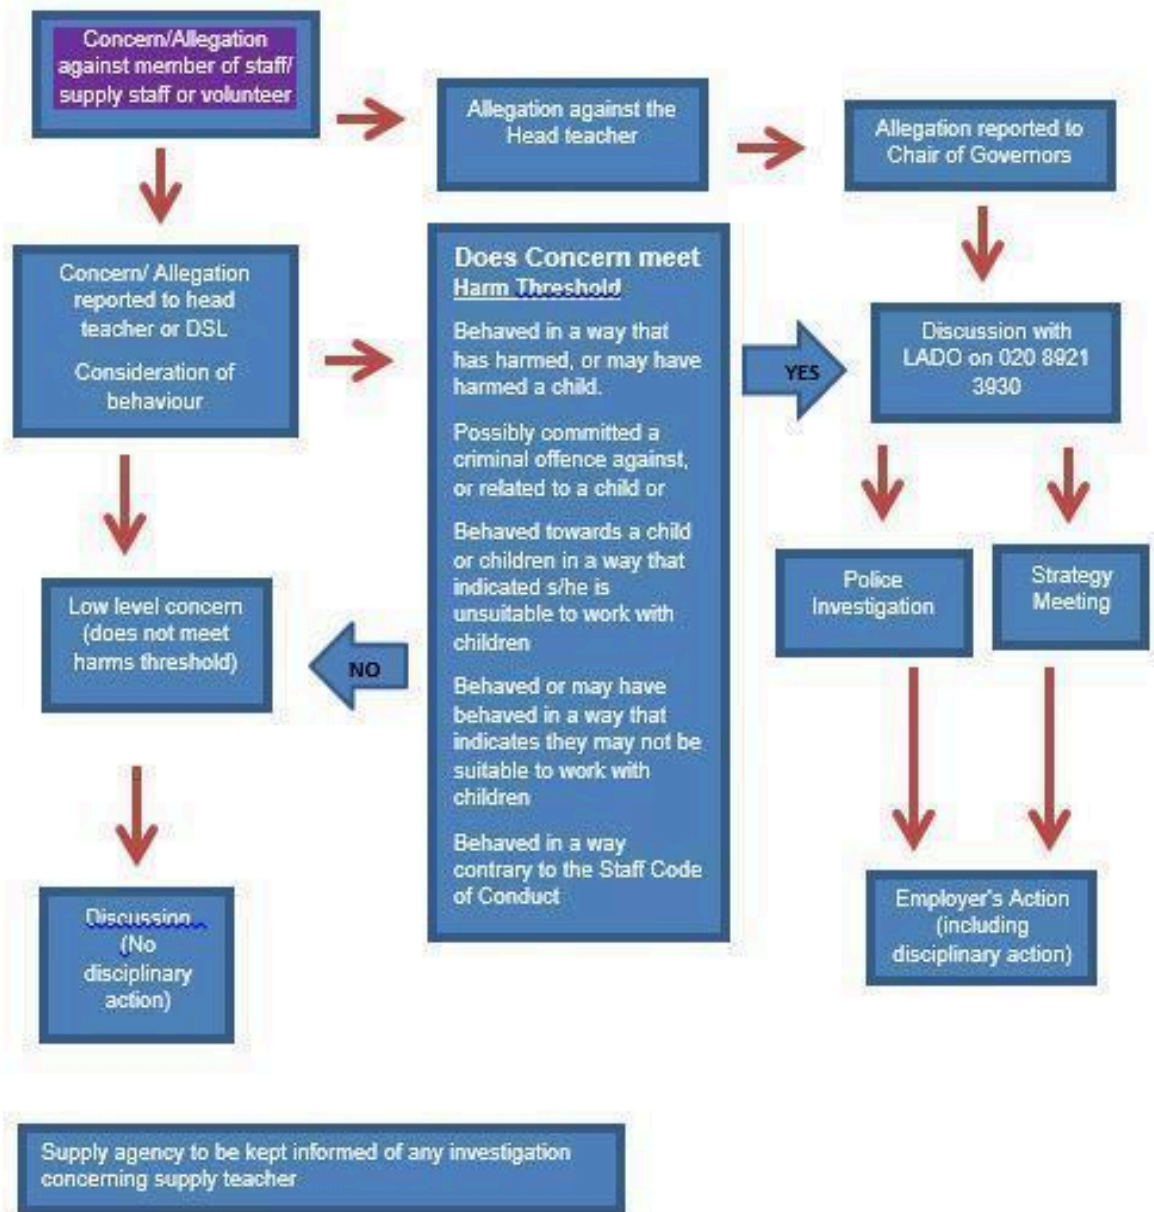 Concern/Allegation
against member of staff/
supply staff or volunteer
Allegation against the
Head teacher
Allegation reported to
Chair of Governors
Concern/ Allegation
reported to head
teacher or DSL
Consideration of
behaviour
Does Concern meet
Harm Threshold
Behaved in a way that
has harmed, or may have
harmed a child.
Possibly committed a
criminal offence against,
or related to a child or
Behaved towards a child
or children in a way that
indicated s/he is
unsuitable to work with
children
Behaved or may have
behaved in a way that
indicates they may not be
suitable to work with
children
Behaved in a way
contrary to the Staff Code
of Conduct
YES
Discussion with
LADO on 020 8921
3930
Police
Investigation
Strategy
Meeting
NO
Low level concern
(does not meet
harms threshold)
Discussion
(No
disciplinary
action)
Employer's Action
(including
disciplinary action)
Supply agency to be kept informed of any investigation
concerning supply teacher